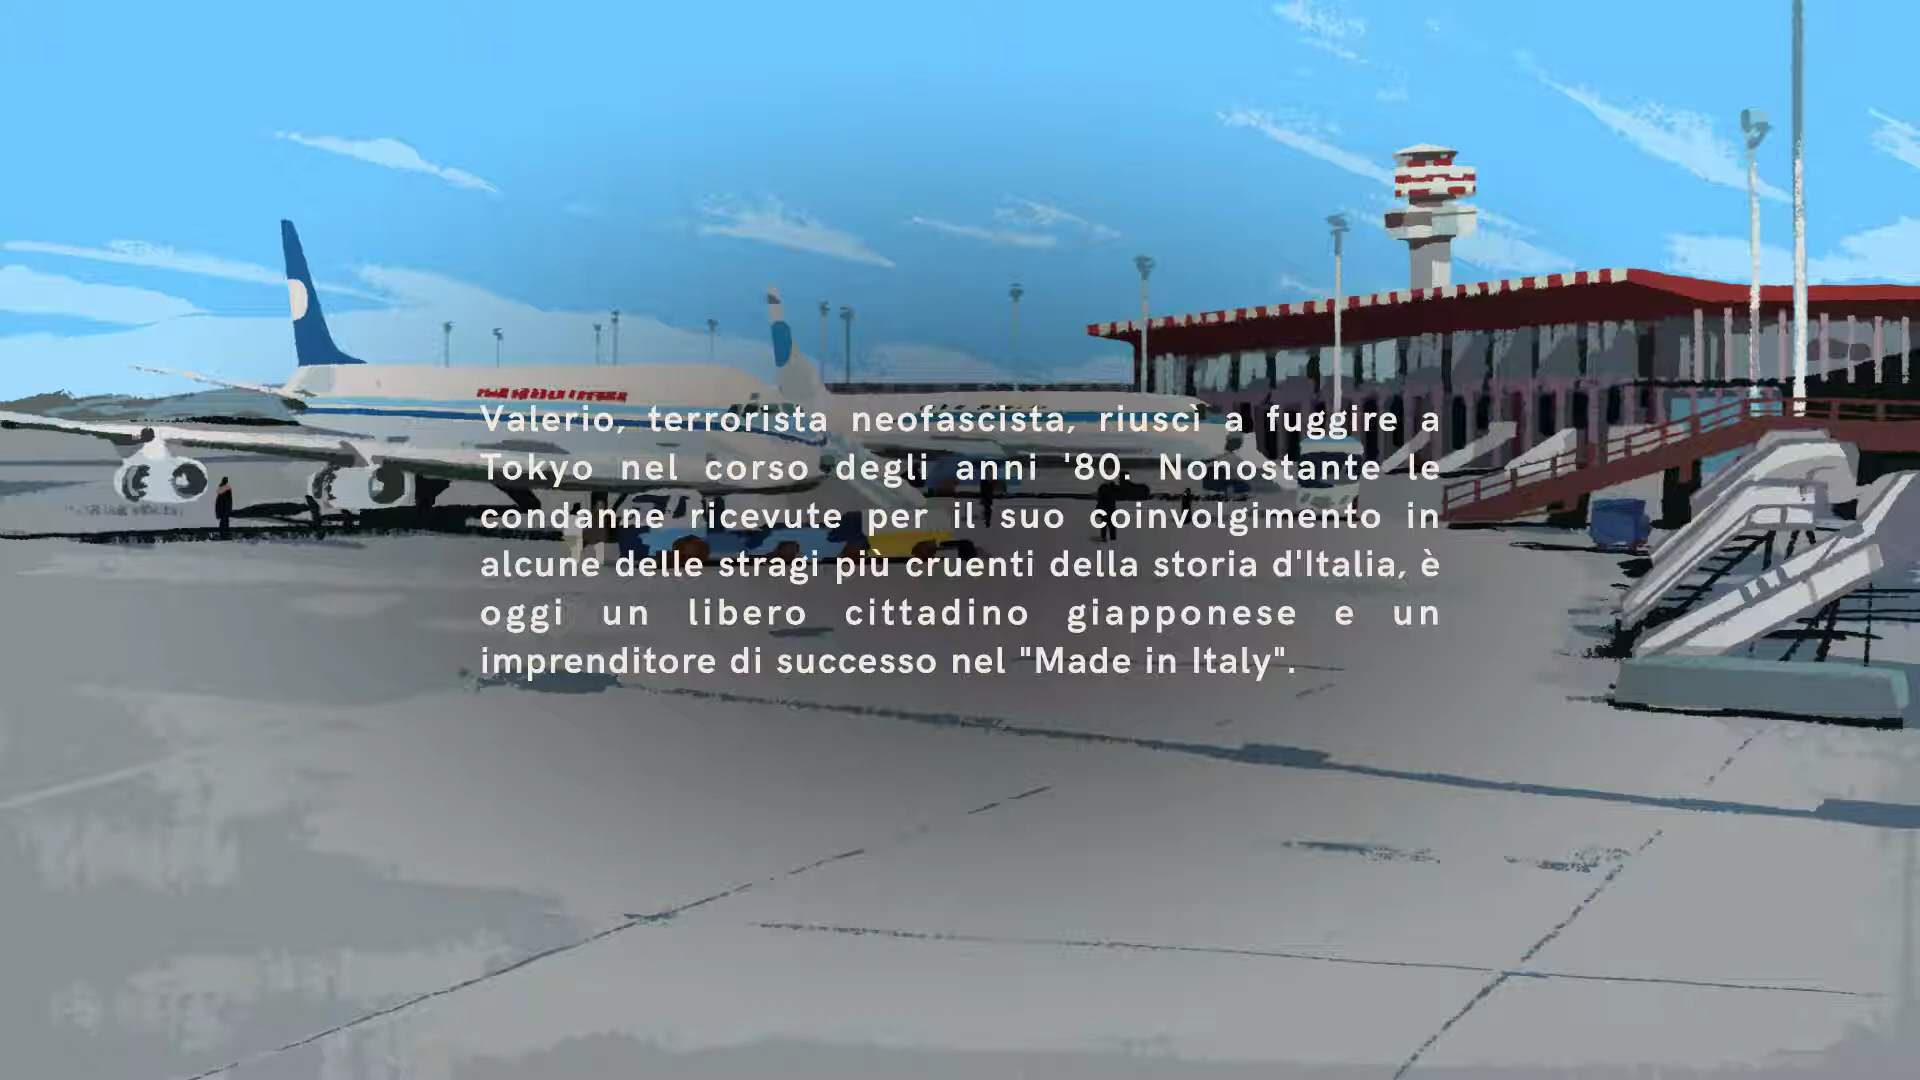 Valerio, terrorista neofascista, riuscì a fuggire a
Tokyo nel corso degli anni '80. Nonostante le
condanne ricevute per il suo coinvolgimento in
alcune delle stragi più cruenti della storia d'Italia, è
oggi un libero cittadino giapponese e un
imprenditore di successo nel "Made in Italy".